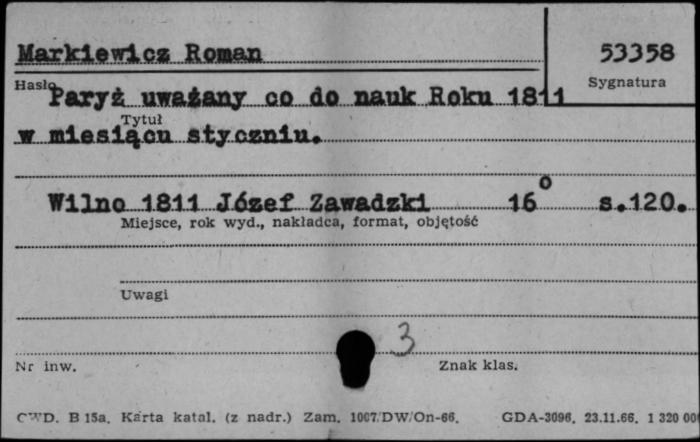 Markiewicz Roman
53358
Hasło
Sygnatura
Paryż uważany co do nauk Roku 1811
Tytuł
w miesiącu styczniu.
Wilno 1811 Józef Zawadzki 16° s.120.
Miejsce, rok wyd., nakładca, format, objętość
Uwagi
3
Nr inw.
Znak klas.
CWD. B 15a. Karta katal. (z nadr.) Zam. 1007/DW/On-66. GDA-3096. 23.11.66. 1 320